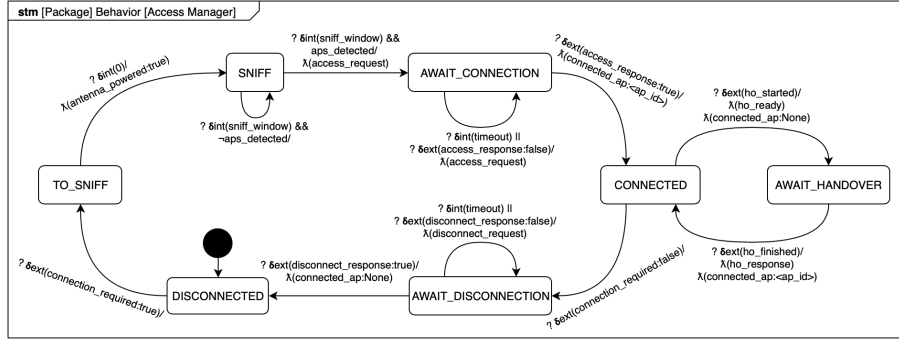 stm [Package] Behavior [Access Manager]
? δint(0)/
λ(antenna_powered:true)
SNIFF
? δint(sniff_window) &&
aps_detected/
λ(access_request)
? δint(sniff_window) &&
¬aps_detected/
AWAIT_CONNECTION
? δint(timeout) ||
? δext(access_response:false)/
λ(access_request)
? δext(access_response:true)/
λ(connected_ap:<ap_id>)
? δext(ho_started)/
λ(ho_ready)
λ(connected_ap:None)
TO_SNIFF
CONNECTED
AWAIT_HANDOVER
? δint(timeout) ||
? δext(disconnect_response:false)/
λ(disconnect_request)
? δext(ho_finished)/
λ(ho_response)
λ(connected_ap:<ap_id>)
? δext(connection_required:true)/
DISCONNECTED
? δext(disconnect_response:true)/
λ(connected_ap:None)
AWAIT_DISCONNECTION
? δext(connection_required:false)/